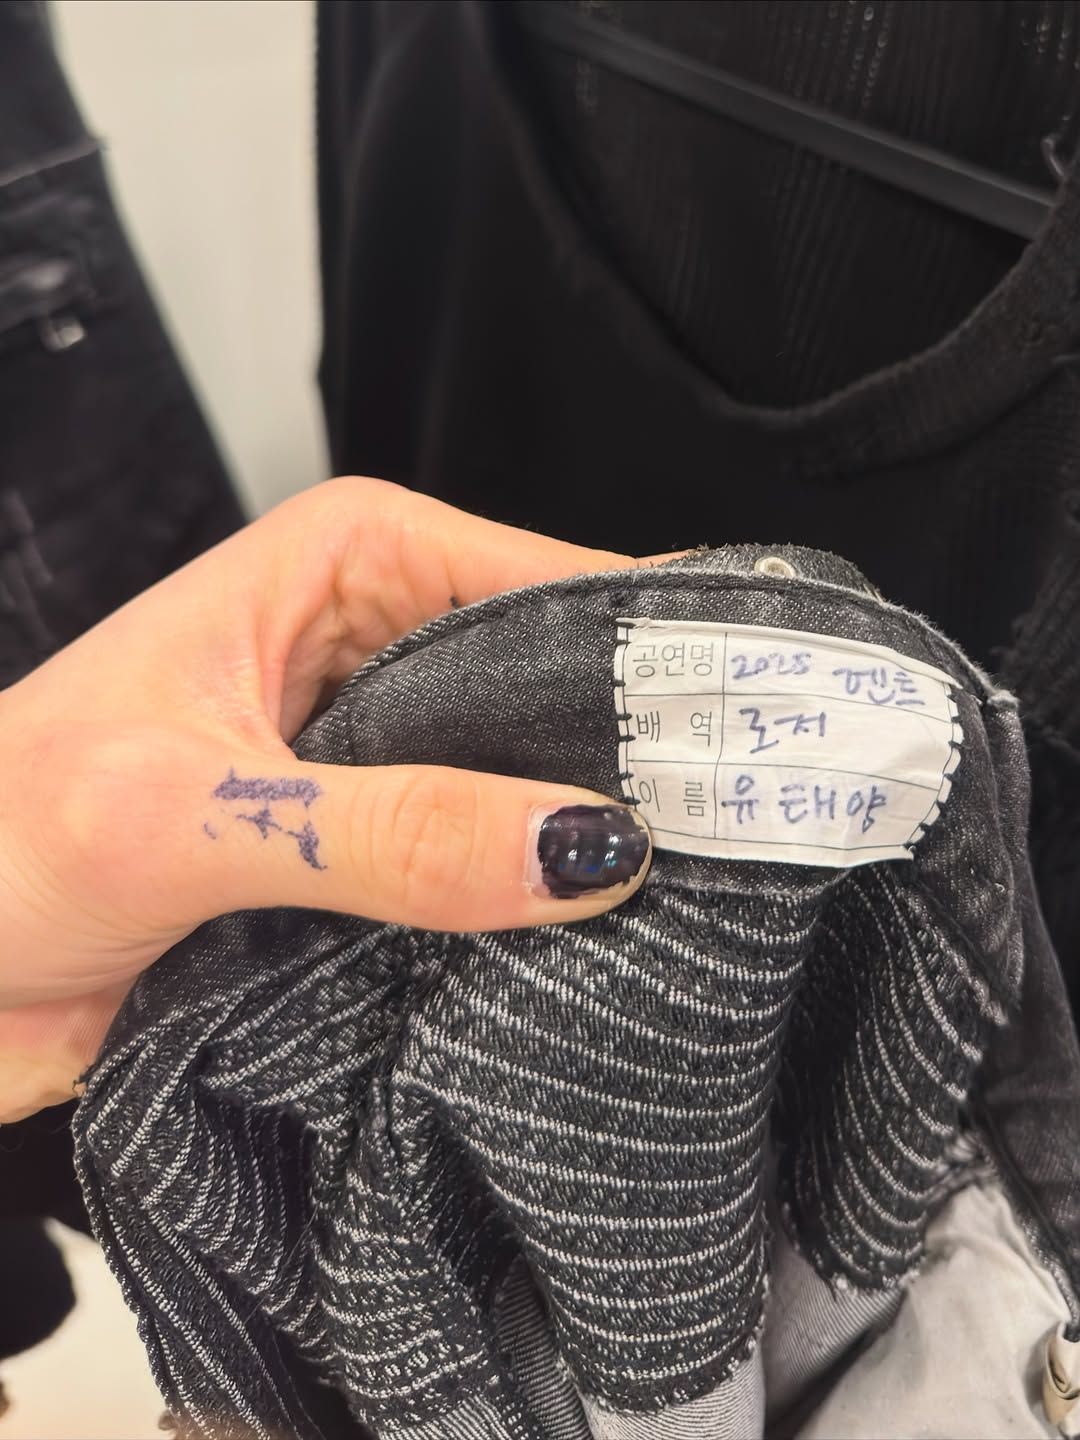 공연명 2025 렌트
배 역 로저
이 름 유태양